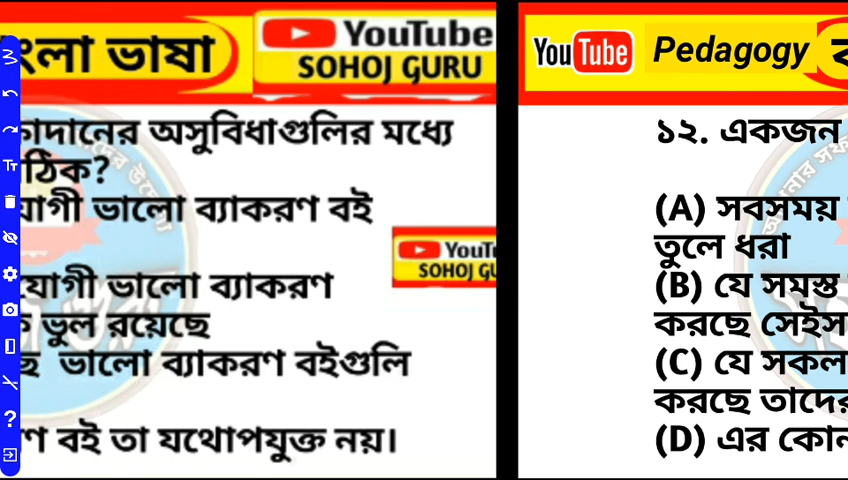 বাংলা ভাষা
YouTube
SOHOJ GURU
অসুবিধাগুলির মধ্যে
ঠিক?
ভালো ব্যাকরণ বই
ভালো ব্যাকরণ
ভুল রয়েছে
ভালো ব্যাকরণ বইগুলি
বই তা যথোপযুক্ত নয়।
YouTu
SOHOJ GU
YouTube Pedagogy
১২. একজন
(A) সবসময়
তুলে ধরা
(B) যে সমস্ত
করছে সেইস
(C) যে সকল
করছে তাদের
(D) এর কোন